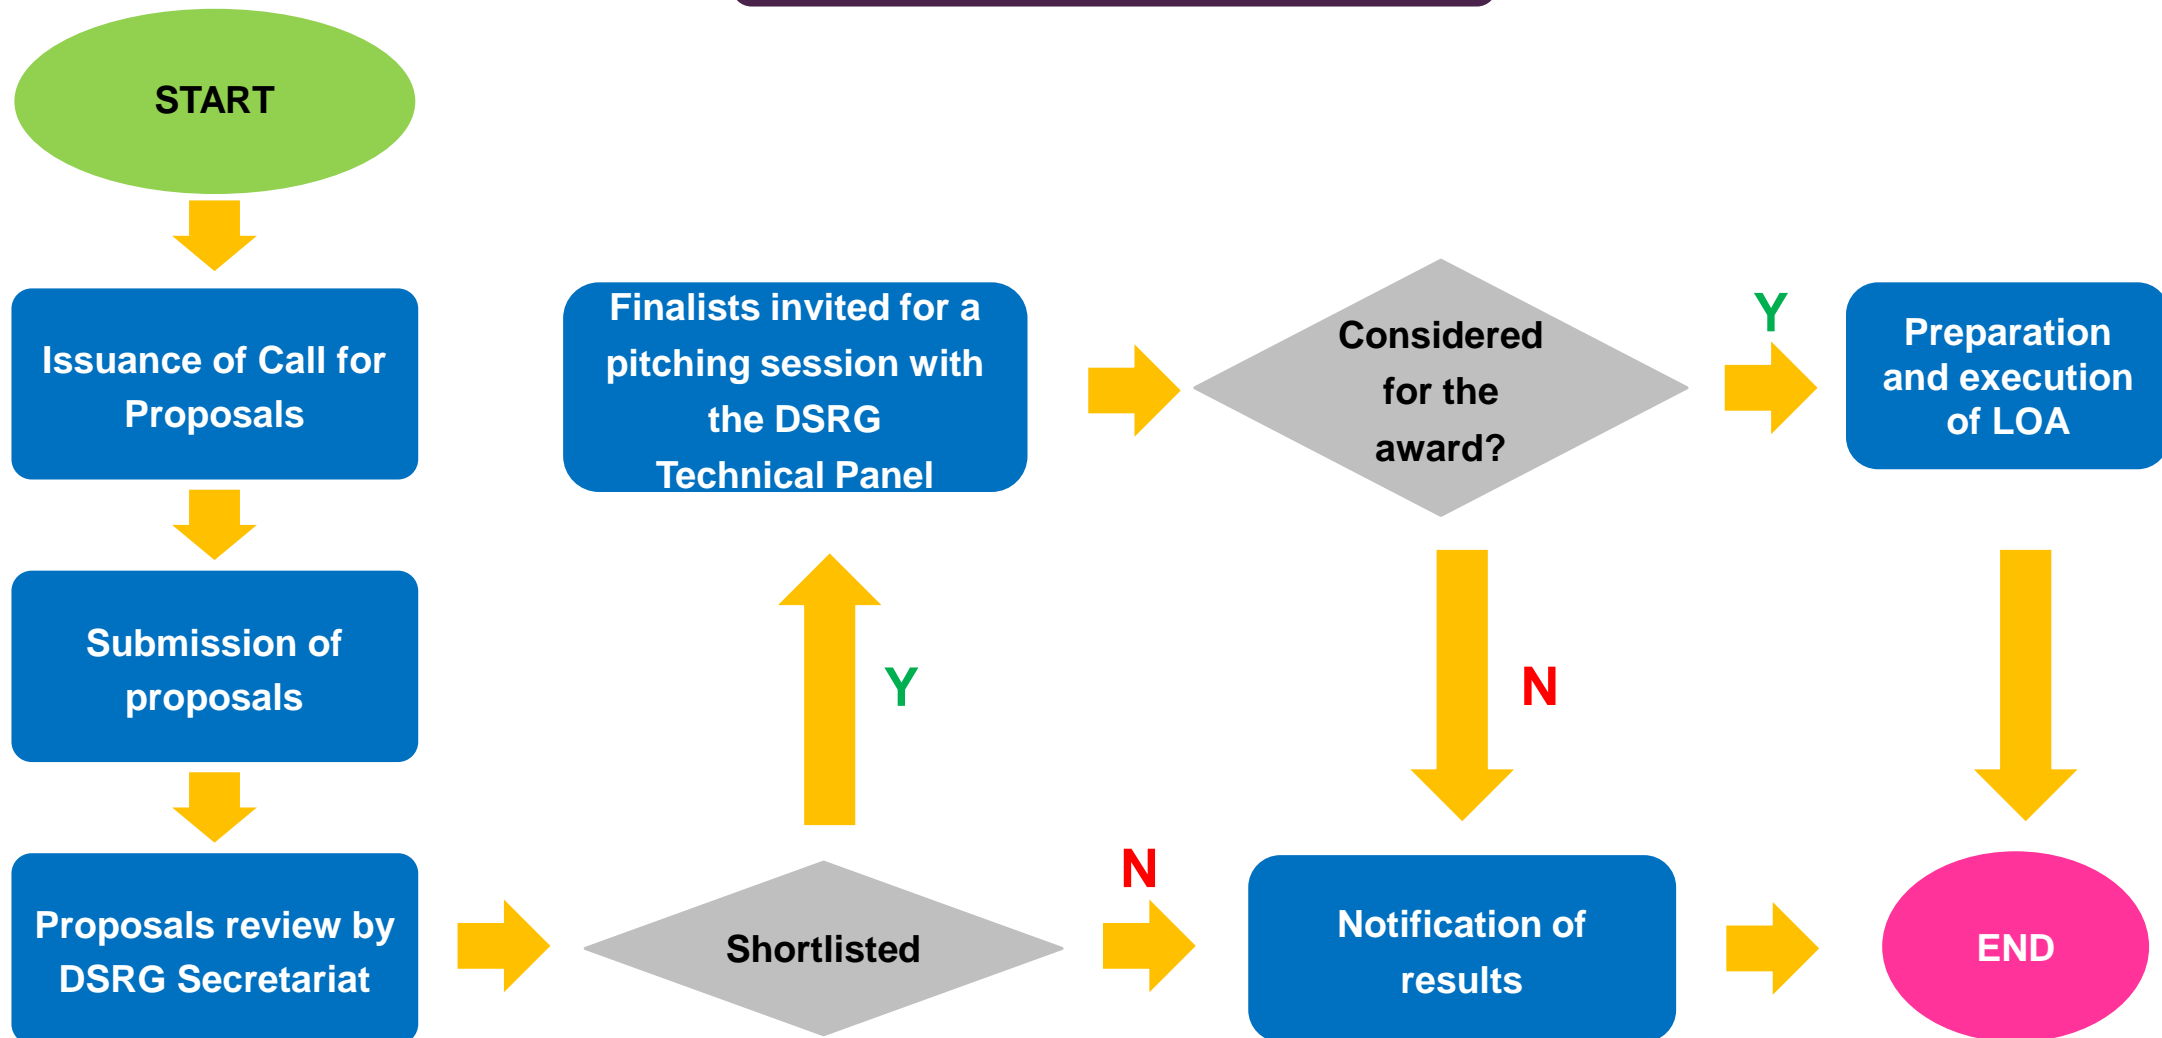 START
Issuance of Call for
Proposals
Submission of
proposals
Proposals review by
DSRG Secretariat
Shortlisted
Y
N
Finalists invited for a
pitching session with
the DSRG
Technical Panel
Considered
for the
award?
Y
N
Preparation
and execution
of LOA
Notification of
results
END